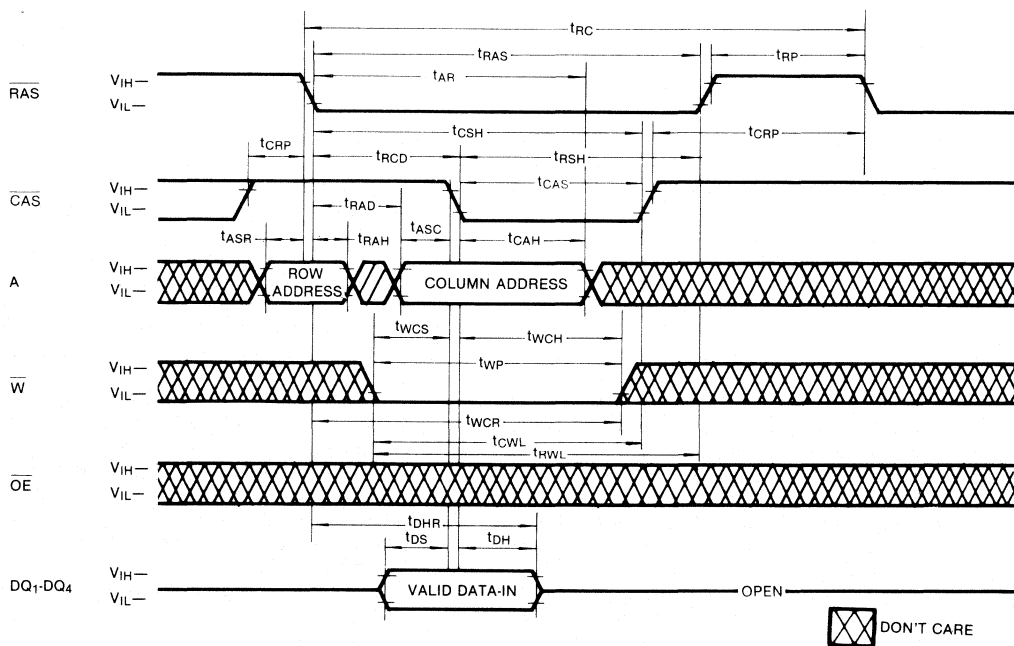 tRC
tRAS
tRP
tAR
RAS
VIH—
VIL—
tCSH
tCRP
tCRP
tRCD
tRSH
CAS
VIH—
VIL—
tCAS
tRAD
tASR
tRAH
tASC
tCAH
A
VIH—
VIL—
ROW
ADDRESS
COLUMN ADDRESS
tWCS
tWCH
tWP
W
VIH—
VIL—
tWCR
tCWL
tRWL
OE
VIH—
VIL—
tDHR
tDS
tDH
DQ1-DQ4
VIH—
VIL—
VALID DATA-IN
OPEN
DON'T CARE